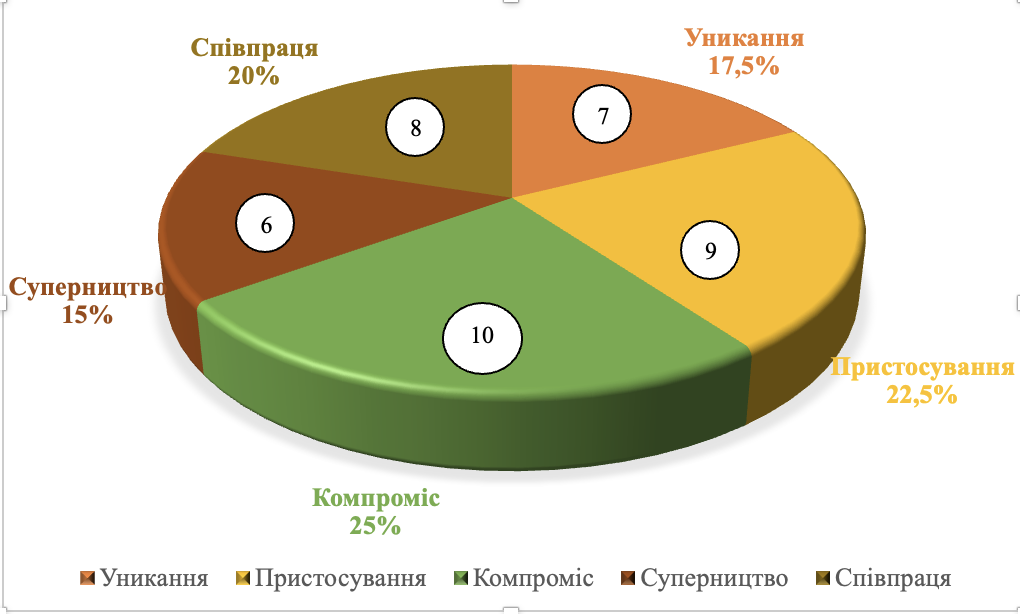 Співпраця
20%
Уникання
17,5%
7
8
6
9
Суперництво
15%
10
Пристосування
22,5%
Компроміс
25%
Уникання Пристосування Компроміс Суперництво Співпраця